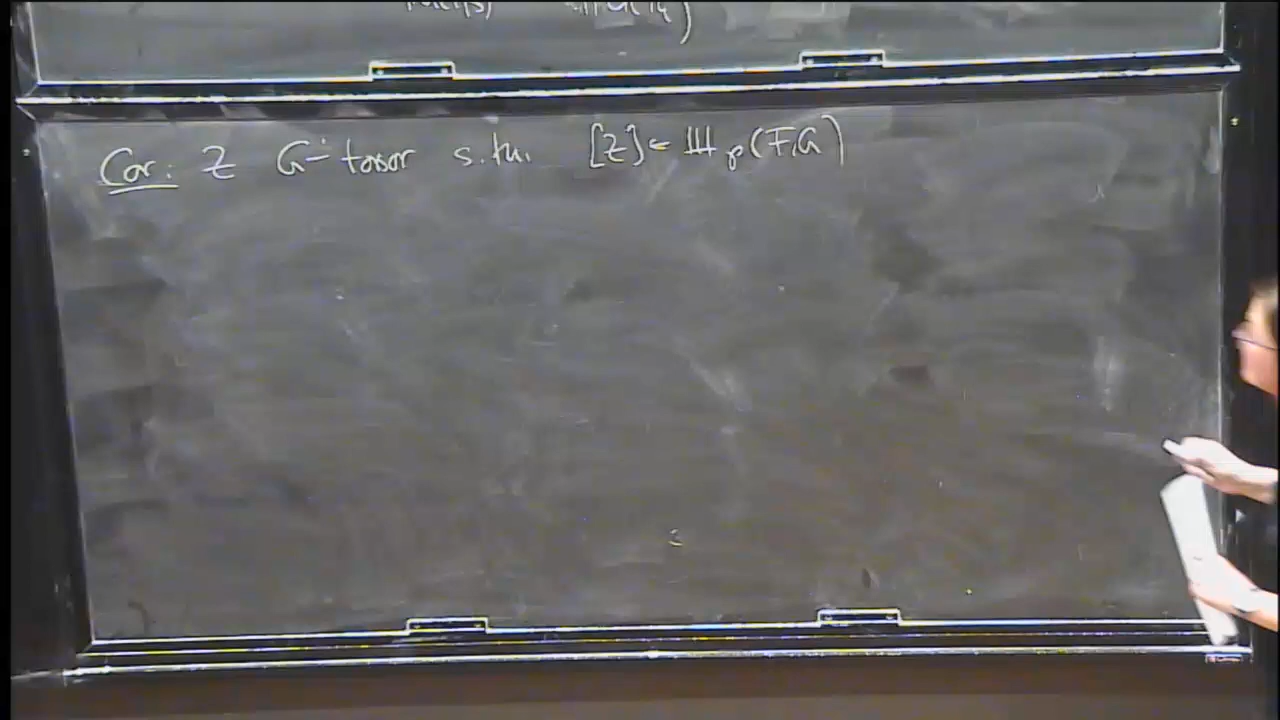 Cor: Z G-torsor s.th. [Z] ∈ Ш_p(F,G)